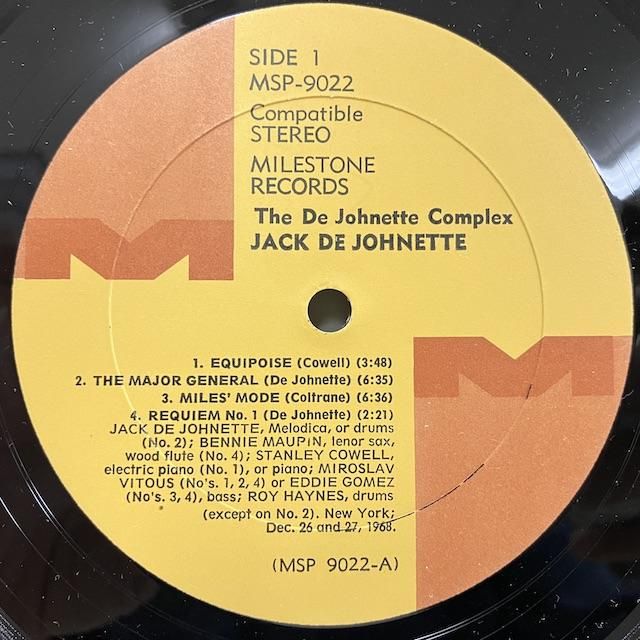 SIDE 1
MSP-9022
Compatible
STEREO
MILESTONE
RECORDS
The De Johnette Complex
JACK DE JOHNETTE
1. EQUIPOISE (Cowell) (3:48)
2. THE MAJOR GENERAL (De Johnette) (6:35)
3. MILES' MODE (Coltrane) (6:36)
4. REQUIEM No. 1 (De Johnette) (2:21)
JACK DE JOHNETTE, Melodica, or drums
(No. 2); BENNIE MAUPIN, tenor sax,
wood flute (No. 4); STANLEY COWELL,
electric piano (No. 1), or piano; MIROSLAV
VITOUS (No's. 1, 2, 4) or EDDIE GOMEZ
(No's. 3, 4), bass; ROY HAYNES, drums
(except on No. 2). New York;
Dec. 26 and 27, 1968.
(MSP 9022-A)